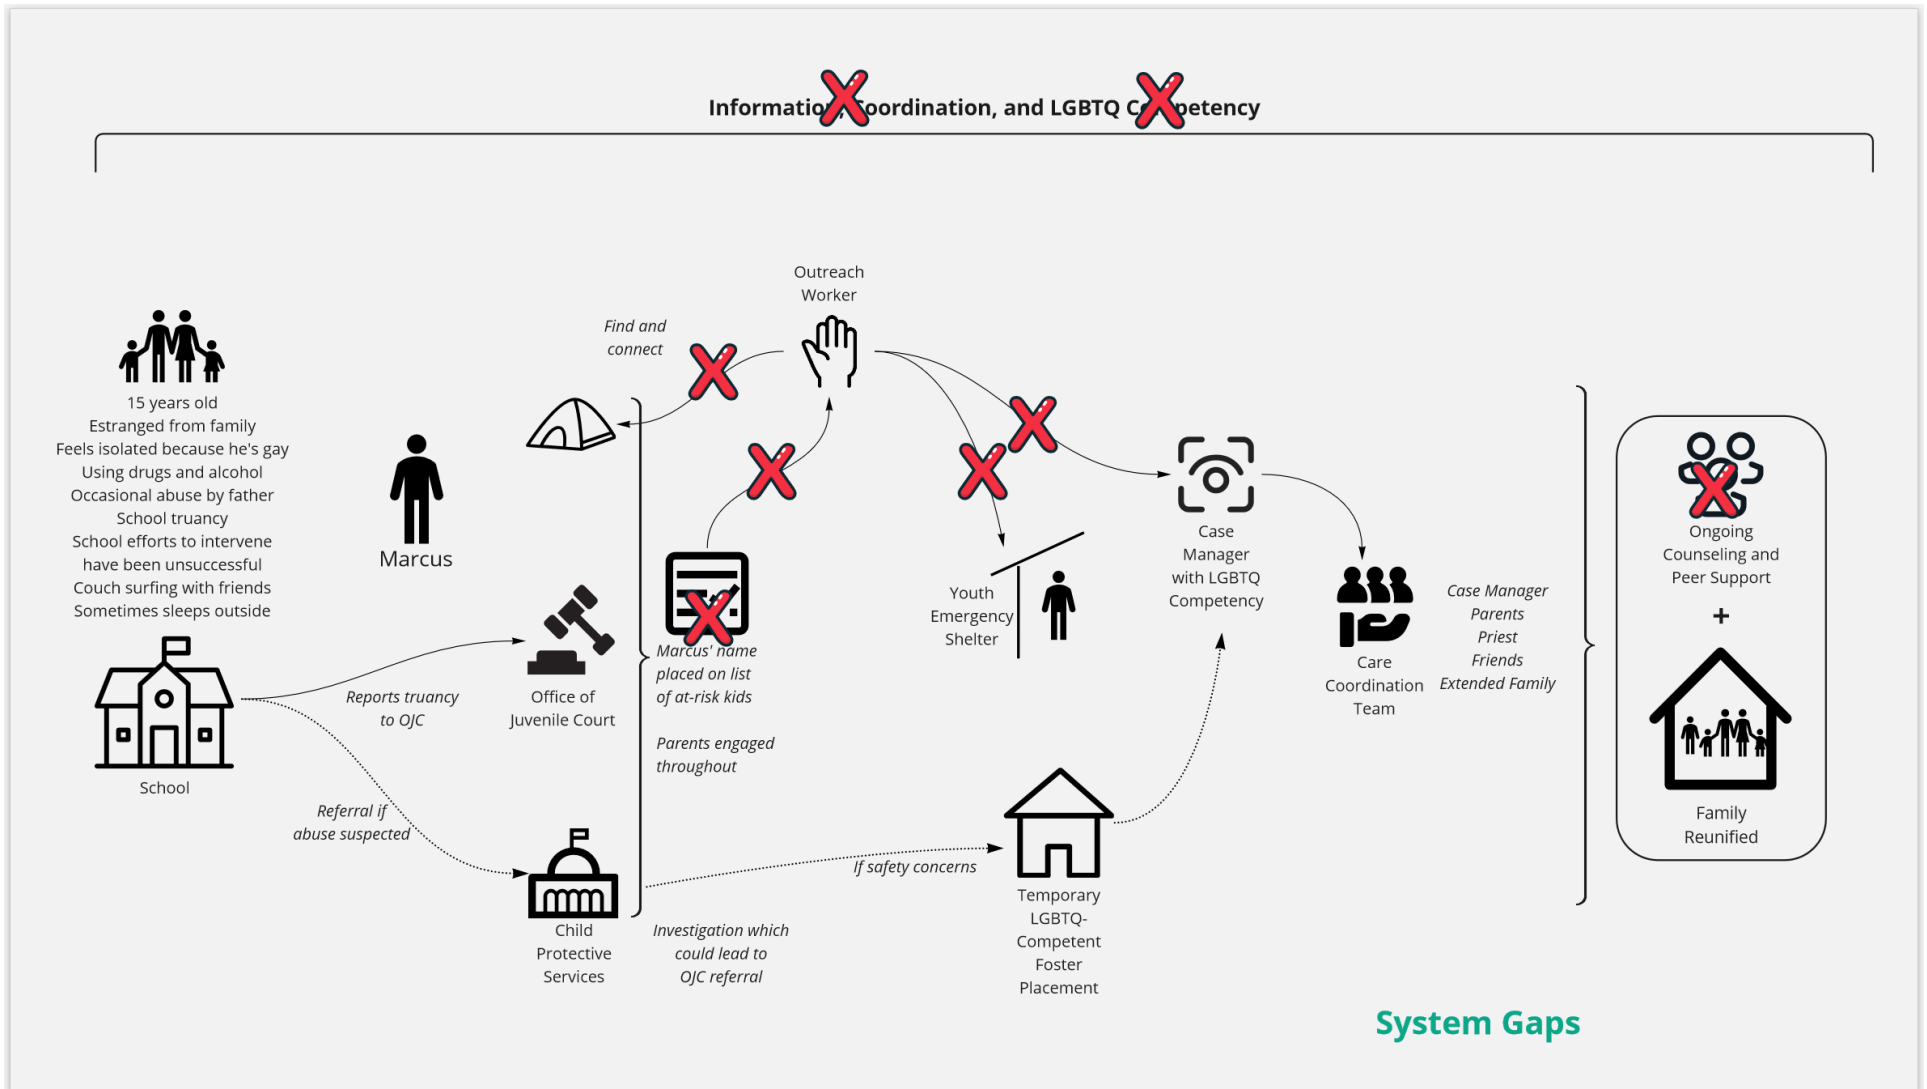 Information, Coordination, and LGBTQ Competency
Outreach
Worker
Find and
connect
15 years old
Estranged from family
Feels isolated because he's gay
Using drugs and alcohol
Occasional abuse by father
School truancy
School efforts to intervene
have been unsuccessful
Couch surfing with friends
Sometimes sleeps outside
Marcus
School
Reports truancy
to OJC
Referral if
abuse suspected
Office of
Juvenile Court
Child
Protective
Services
Marcus' name
placed on list
of at-risk kids
Parents engaged
throughout
Investigation which
could lead to
OJC referral
If safety concerns
Youth
Emergency
Shelter
Temporary
LGBTQ-
Competent
Foster
Placement
Case
Manager
with LGBTQ
Competency
Care
Coordination
Team
Case Manager
Parents
Priest
Friends
Extended Family
Ongoing
Counseling and
Peer Support
+
Family
Reunified
System Gaps